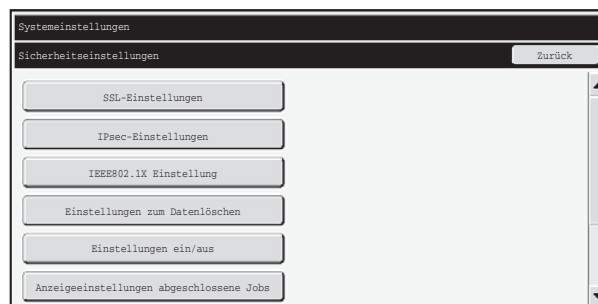 Systemeinstellungen
Sicherheitseinstellungen
Zurück
SSL-Einstellungen
IPsec-Einstellungen
IEEE802.1X Einstellung
Einstellungen zum Datenlöschen
Einstellungen ein/aus
Anzeigeeinstellungen abgeschlossene Jobs